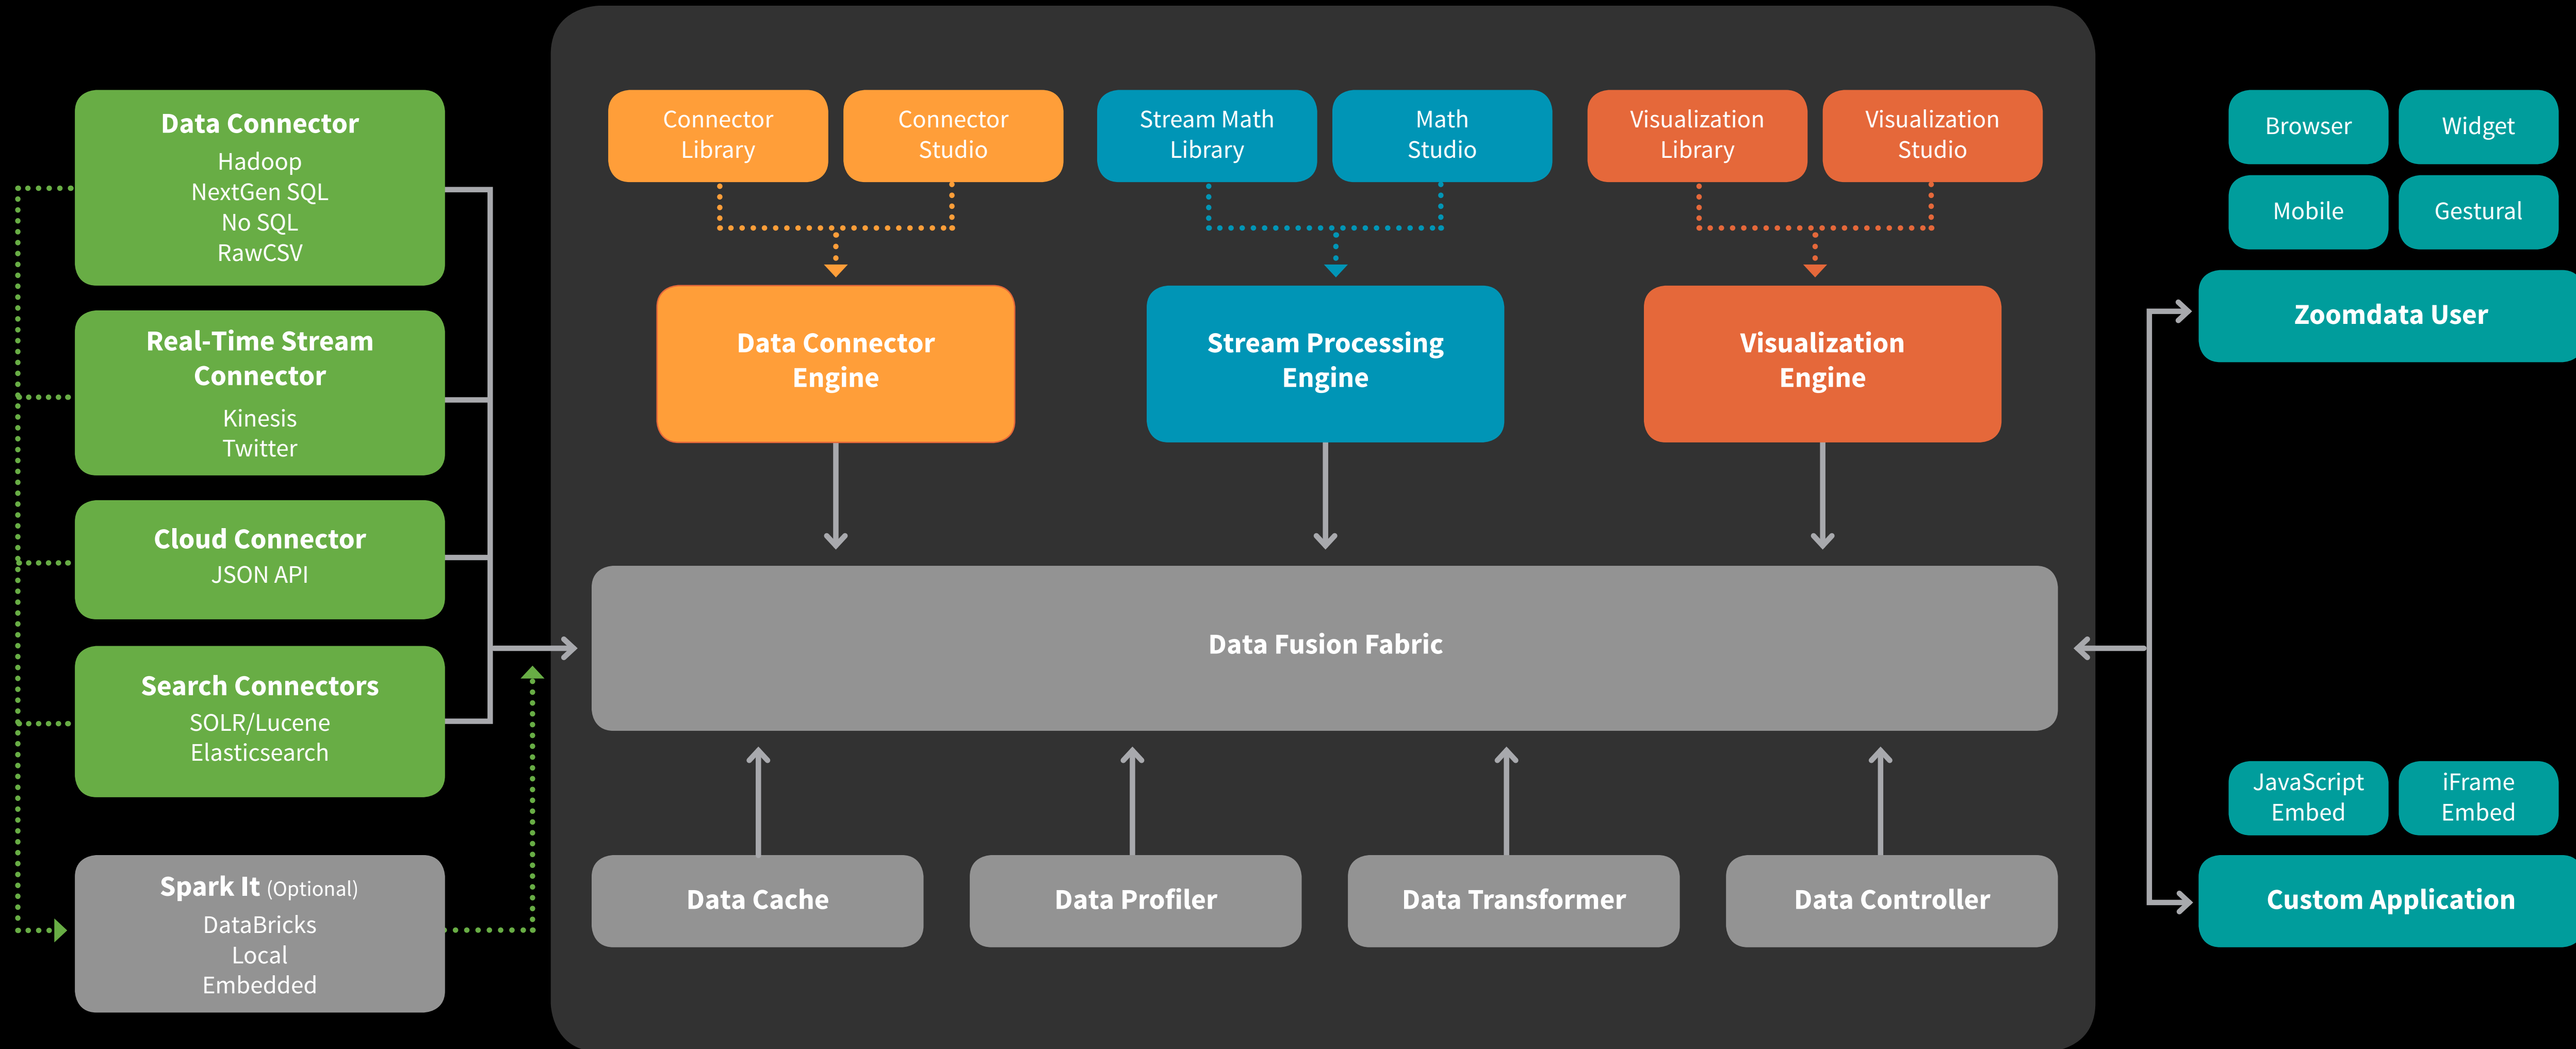 Data Connector
Hadoop
NextGen SQL
No SQL
RawCSV
Real-Time Stream
Connector
Kinesis
Twitter
Cloud Connector
JSON API
Search Connectors
SOLR/Lucene
Elasticsearch
Spark It (Optional)
DataBricks
Local
Embedded
Connector
Library
Connector
Studio
Stream Math
Library
Math
Studio
Visualization
Library
Visualization
Studio
Data Connector
Engine
Stream Processing
Engine
Visualization
Engine
Data Fusion Fabric
Data Cache
Data Profiler
Data Transformer
Data Controller
Browser
Widget
Mobile
Gestural
Zoomdata User
JavaScript
Embed
iFrame
Embed
Custom Application